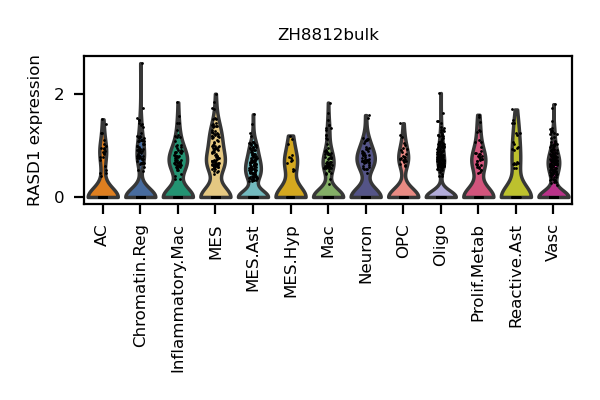 ZH8812bulk
RASD1 expression
2
0
AC
Chromatin.Reg
Inflammatory.Mac
MES
MES.Ast
MES.Hyp
Mac
Neuron
OPC
Oligo
Prolif.Metab
Reactive.Ast
Vasc